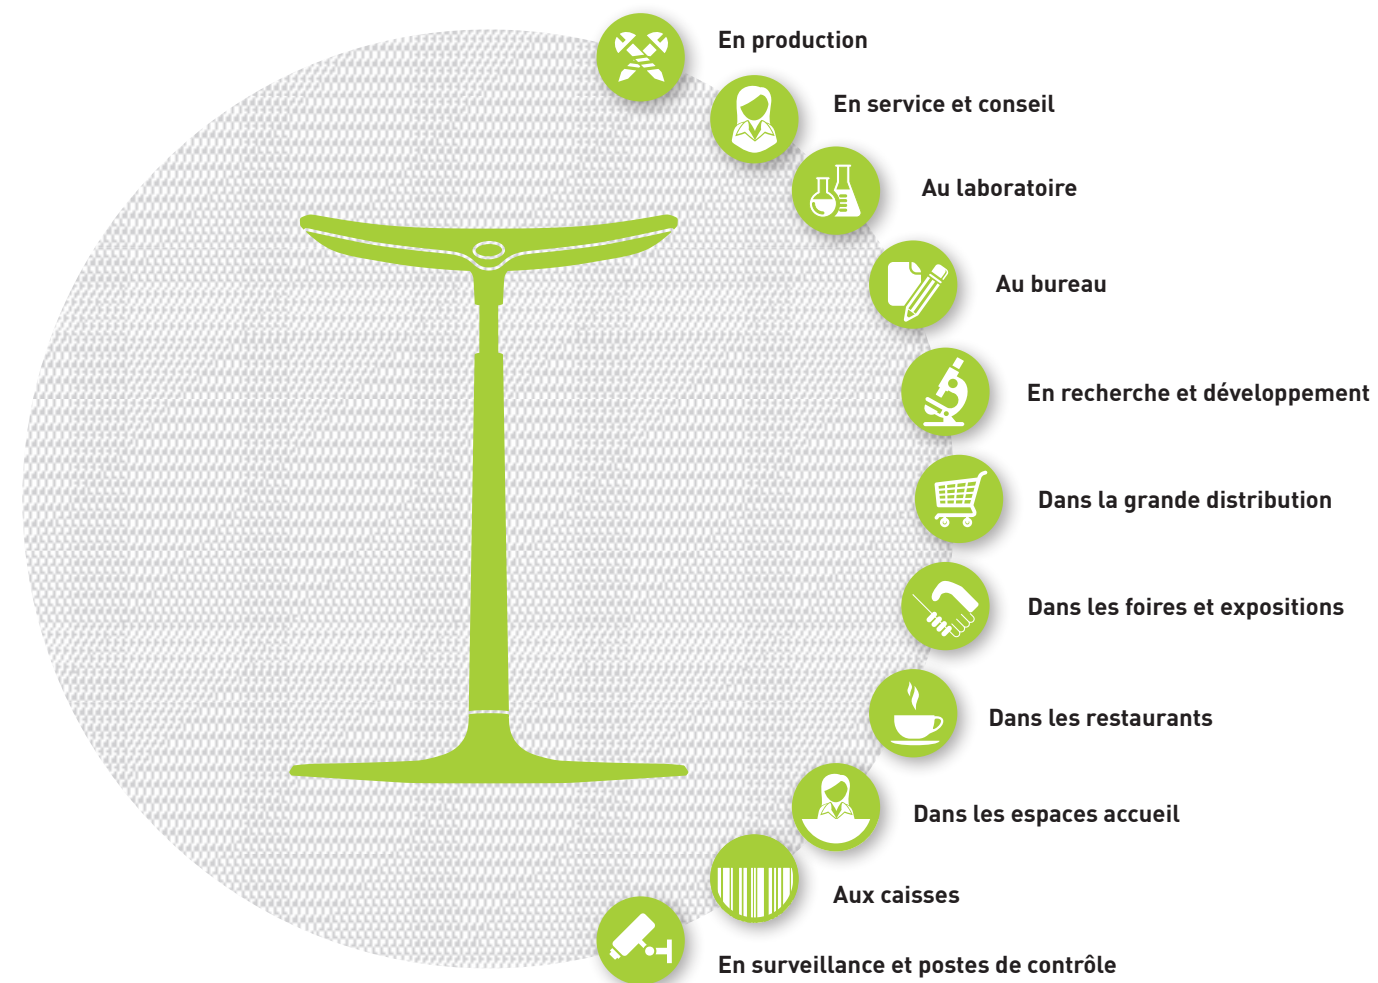 En production
En service et conseil
Au laboratoire
Au bureau
En recherche et développement
Dans la grande distribution
Dans les foires et expositions
Dans les restaurants
Dans les espaces accueil
Aux caisses
En surveillance et postes de contrôle